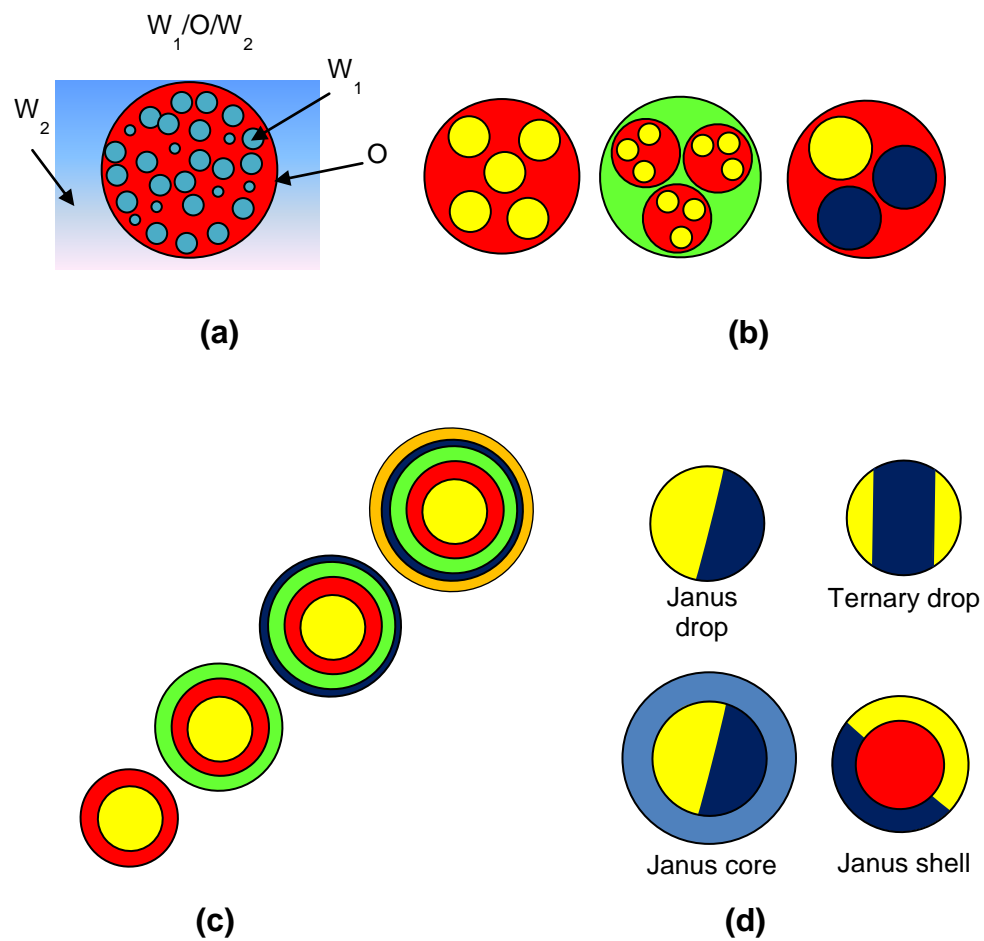 W1/O/W2
W1
W2
O
(a)
(b)
Janus
drop
Ternary drop
Janus core
Janus shell
(c)
(d)